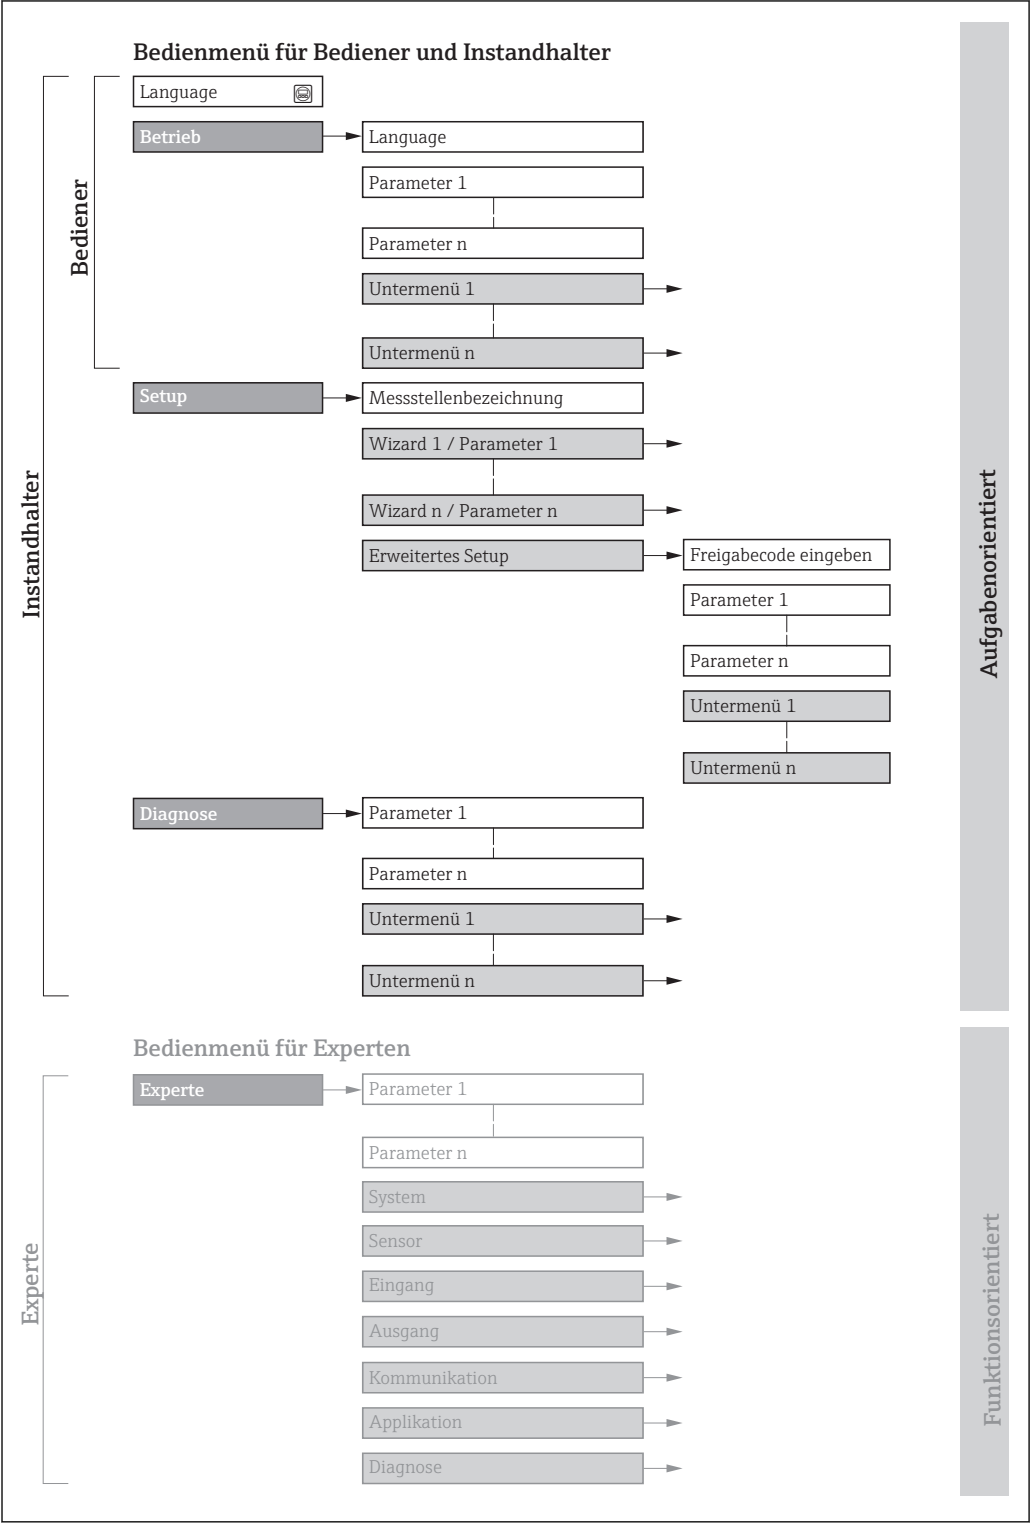 Bedienmenü für Bediener und Instandhalter
Language
Betrieb
Language
Parameter 1
Parameter n
Untermenü 1
Untermenü n
Bediener
Setup
Messstellenbezeichnung
Wizard 1 / Parameter 1
Wizard n / Parameter n
Erweitertes Setup
Freigabecode eingeben
Parameter 1
Parameter n
Untermenü 1
Untermenü n
Instandhalter
Aufgabenorientiert
Diagnose
Parameter 1
Parameter n
Untermenü 1
Untermenü n
Bedienmenü für Experten
Experte
Parameter 1
Parameter n
System
Sensor
Eingang
Ausgang
Kommunikation
Applikation
Diagnose
Experte
Funktionsorientiert